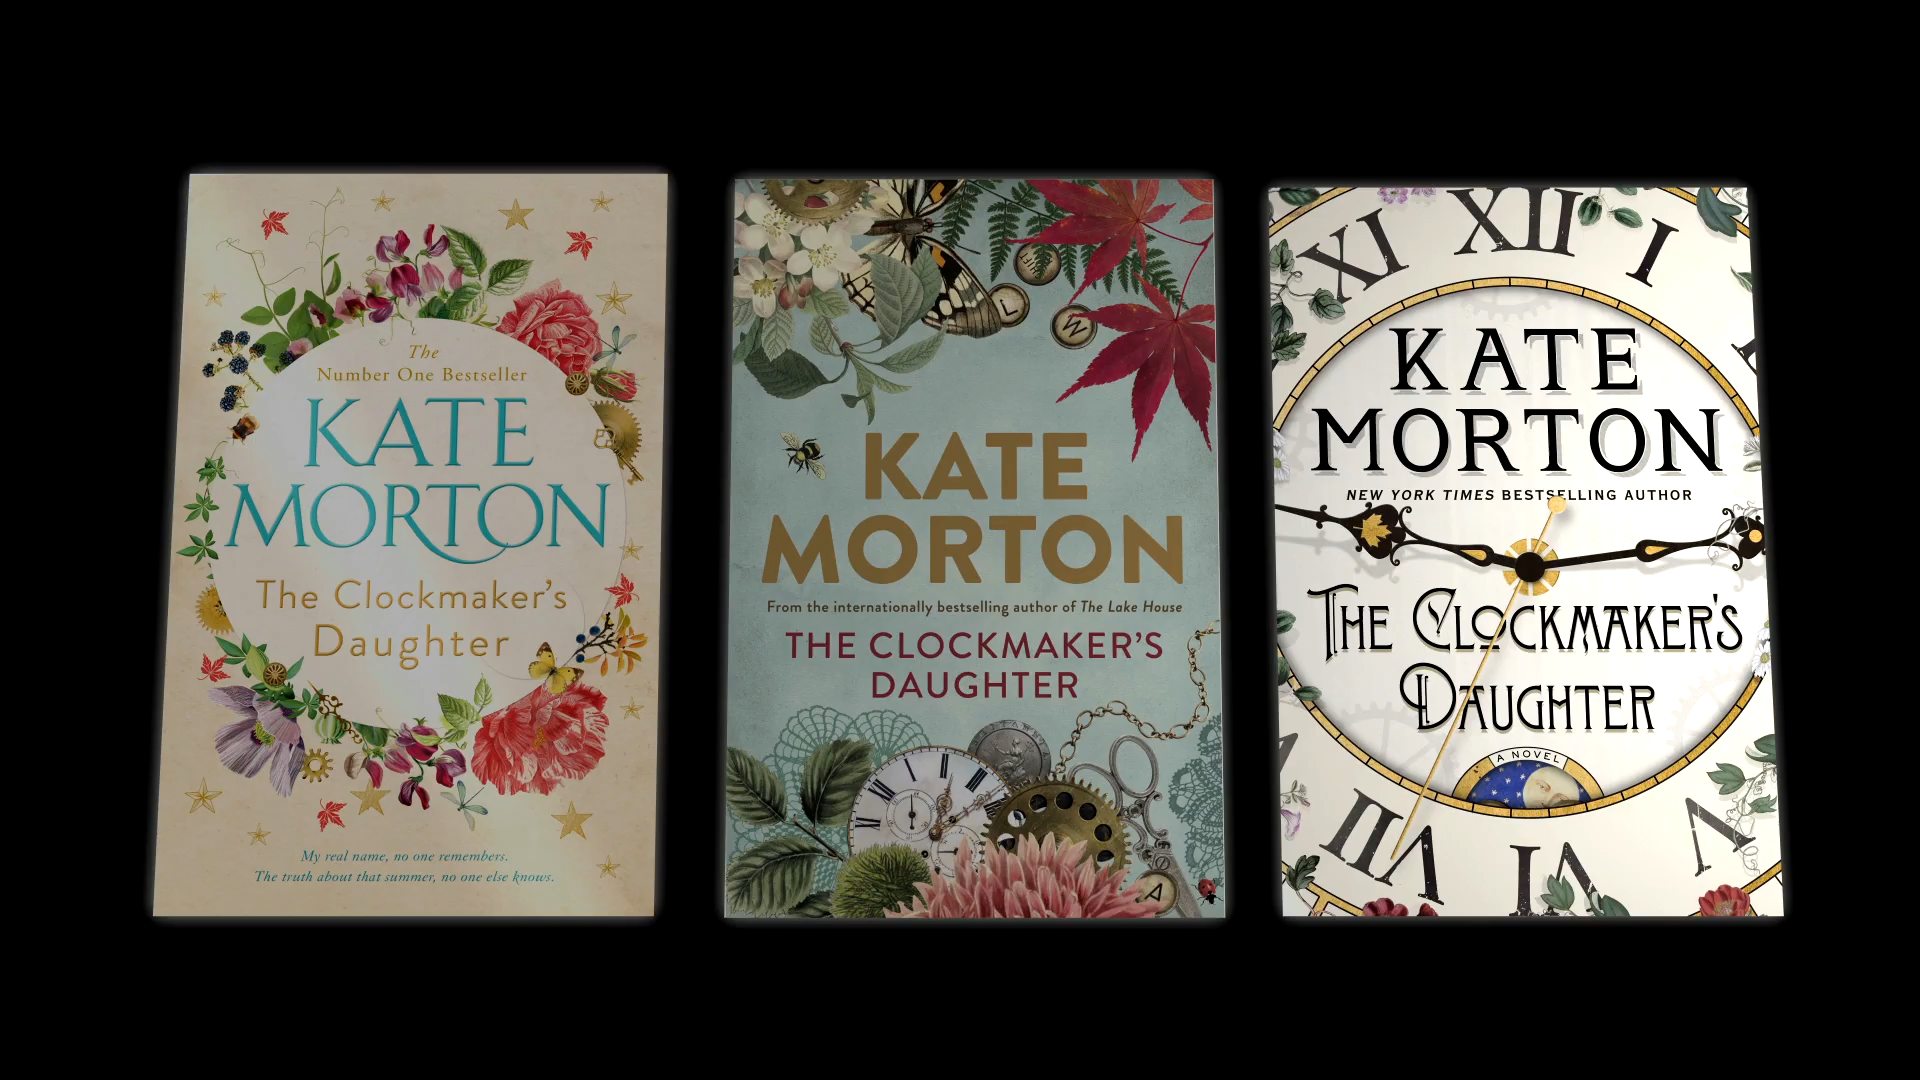 The
Number One Bestseller
KATE
MORTON
The Clockmaker's
Daughter
My real name, no one remembers.
The truth about that summer, no one else knows.
L
W
KATE
MORTON
From the internationally bestselling author of The Lake House
THE CLOCKMAKER'S
DAUGHTER
A
XI XII I
KATE
MORTON
NEW YORK TIMES BESTSELLING AUTHOR
THE CLOCKMAKER'S
DAUGHTER
A NOVEL
VII VI V